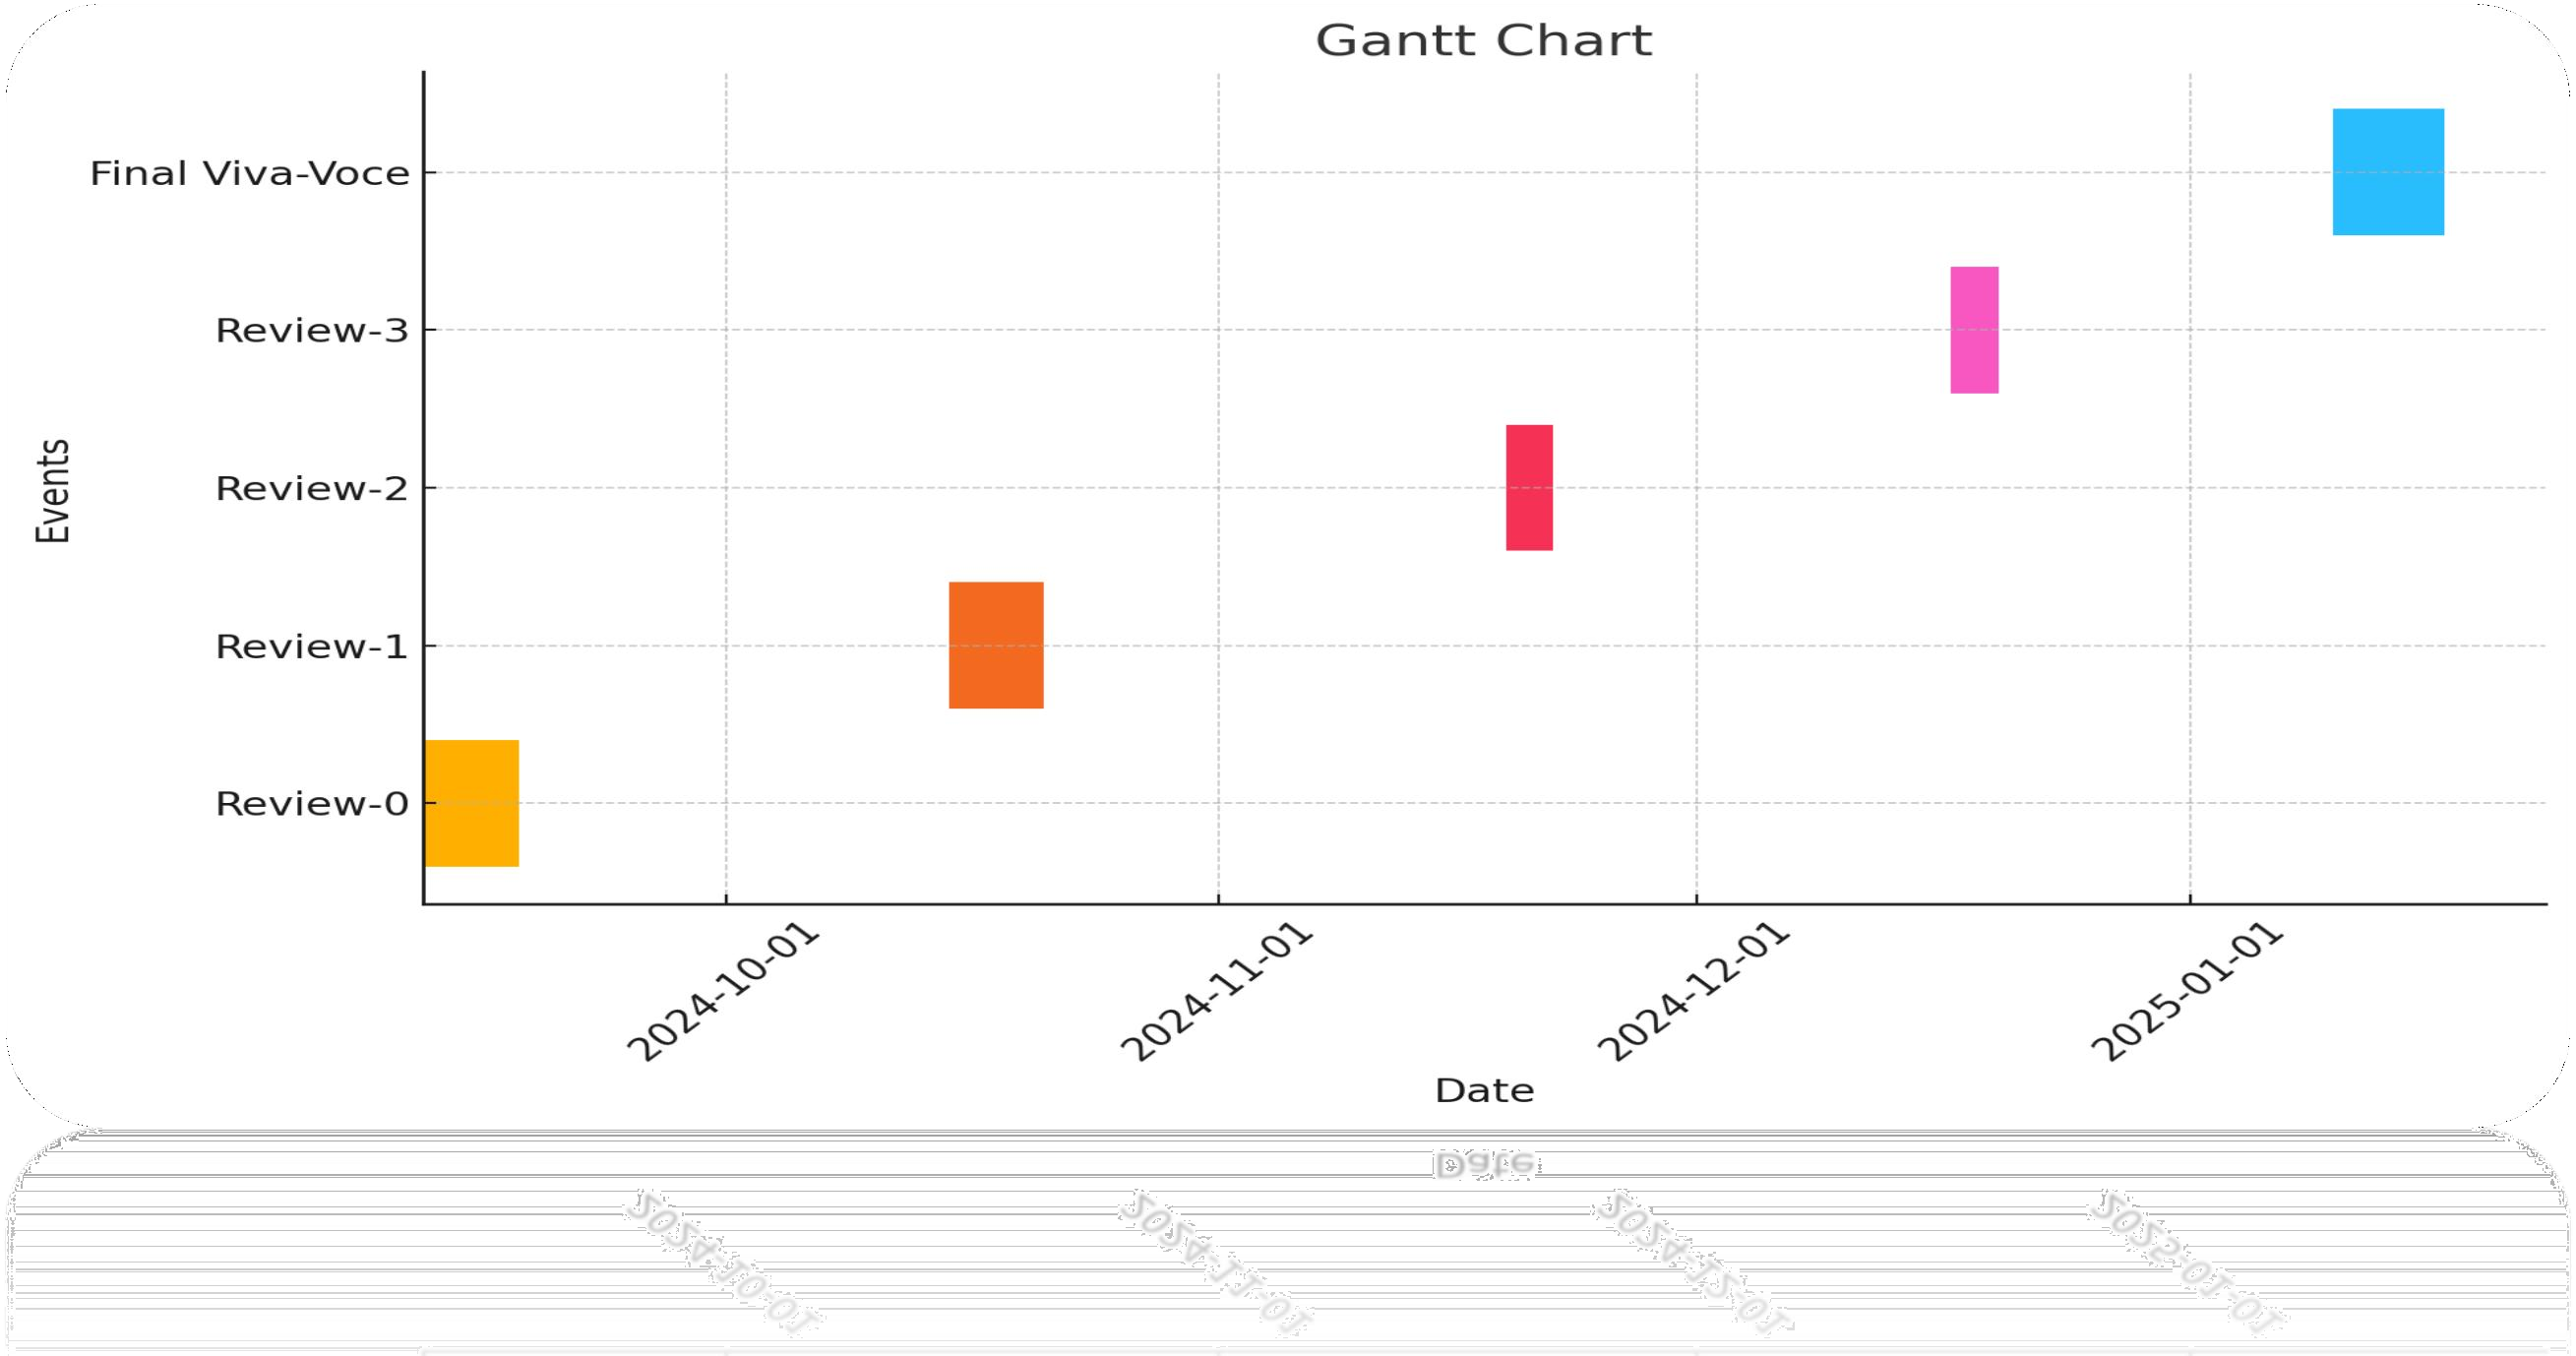 Gantt Chart
Final Viva-Voce
Review-3
Review-2
Review-1
Review-0
Events
2024-10-01
2024-11-01
2024-12-01
2025-01-01
Date